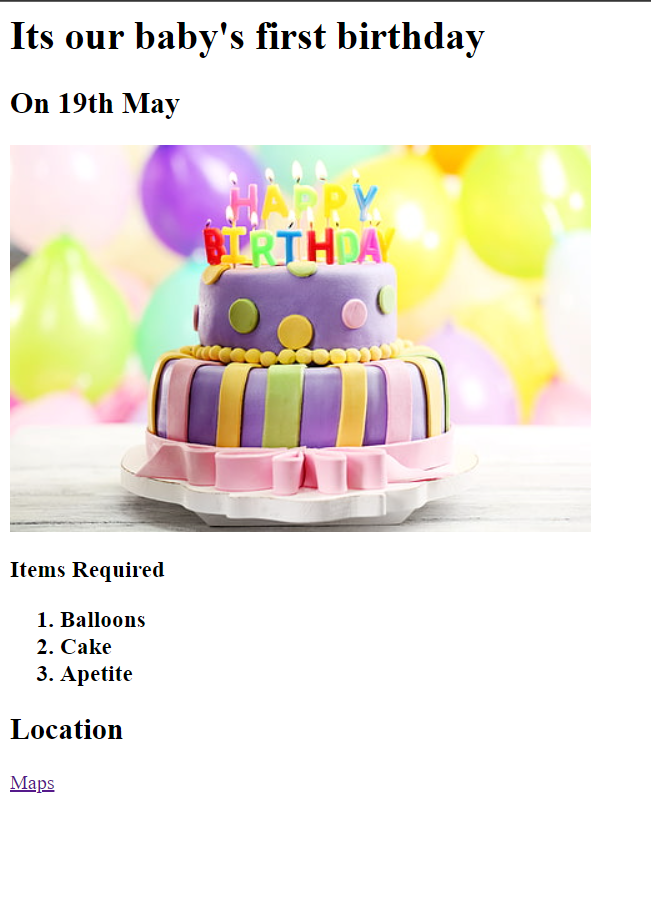 Its our baby's first birthday
On 19th May
HAPPY
BIRTHDAY
Items Required
1. Balloons
2. Cake
3. Apetite
Location
Maps